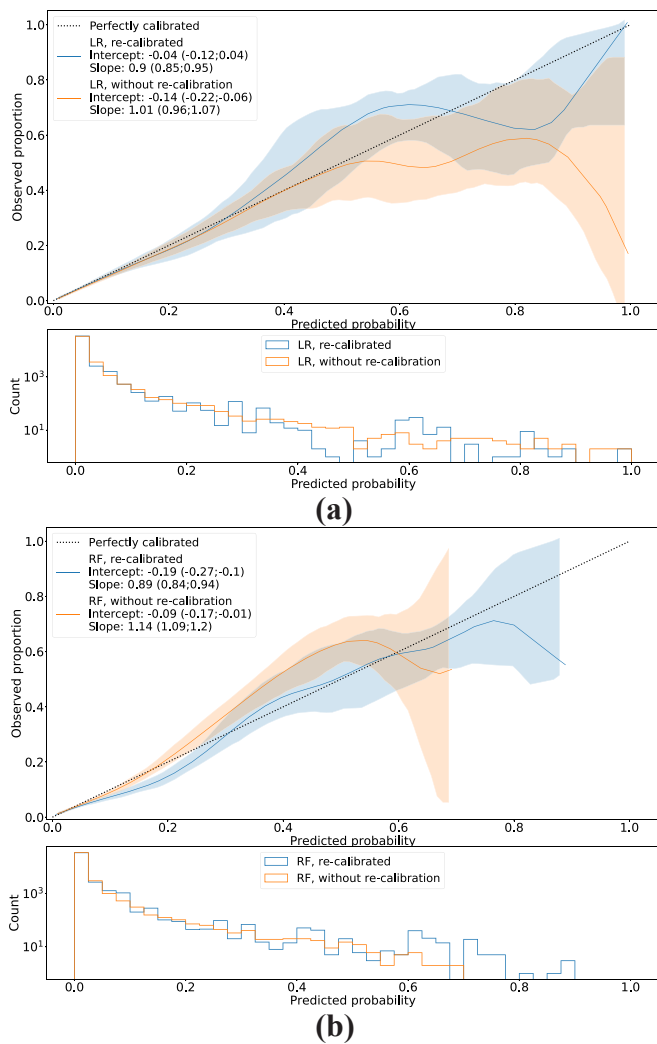 1.0
0.8
0.6
0.4
0.2
0.0
Observed proportion
Perfectly calibrated
LR, re-calibrated
Intercept: -0.04 (-0.12;0.04)
Slope: 0.9 (0.85;0.95)
LR, without re-calibration
Intercept: -0.14 (-0.22;-0.06)
Slope: 1.01 (0.96;1.07)
0.0 0.2 0.4 0.6 0.8 1.0
Predicted probability
LR, re-calibrated
LR, without re-calibration
Count
10³
10¹
0.0 0.2 0.4 0.6 0.8 1.0
Predicted probability
(a)
1.0
0.8
0.6
0.4
0.2
0.0
Observed proportion
Perfectly calibrated
RF, re-calibrated
Intercept: -0.19 (-0.27;-0.1)
Slope: 0.89 (0.84;0.94)
RF, without re-calibration
Intercept: -0.09 (-0.17;-0.01)
Slope: 1.14 (1.09;1.2)
0.0 0.2 0.4 0.6 0.8 1.0
Predicted probability
RF, re-calibrated
RF, without re-calibration
Count
10³
10¹
0.0 0.2 0.4 0.6 0.8 1.0
Predicted probability
(b)